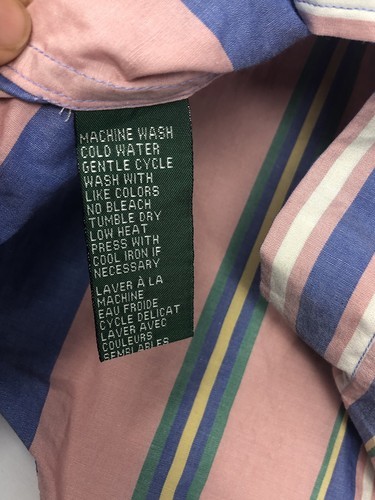 MACHINE WASH
COLD WATER
GENTLE CYCLE
WASH WITH
LIKE COLORS
NO BLEACH
TUMBLE DRY
LOW HEAT
PRESS WITH
COOL IRON IF
NECESSARY
LAVER À LA
MACHINE
EAU FROIDE
CYCLE DÉLICAT
LAVER AVEC
COULEURS
SEMBLABLES